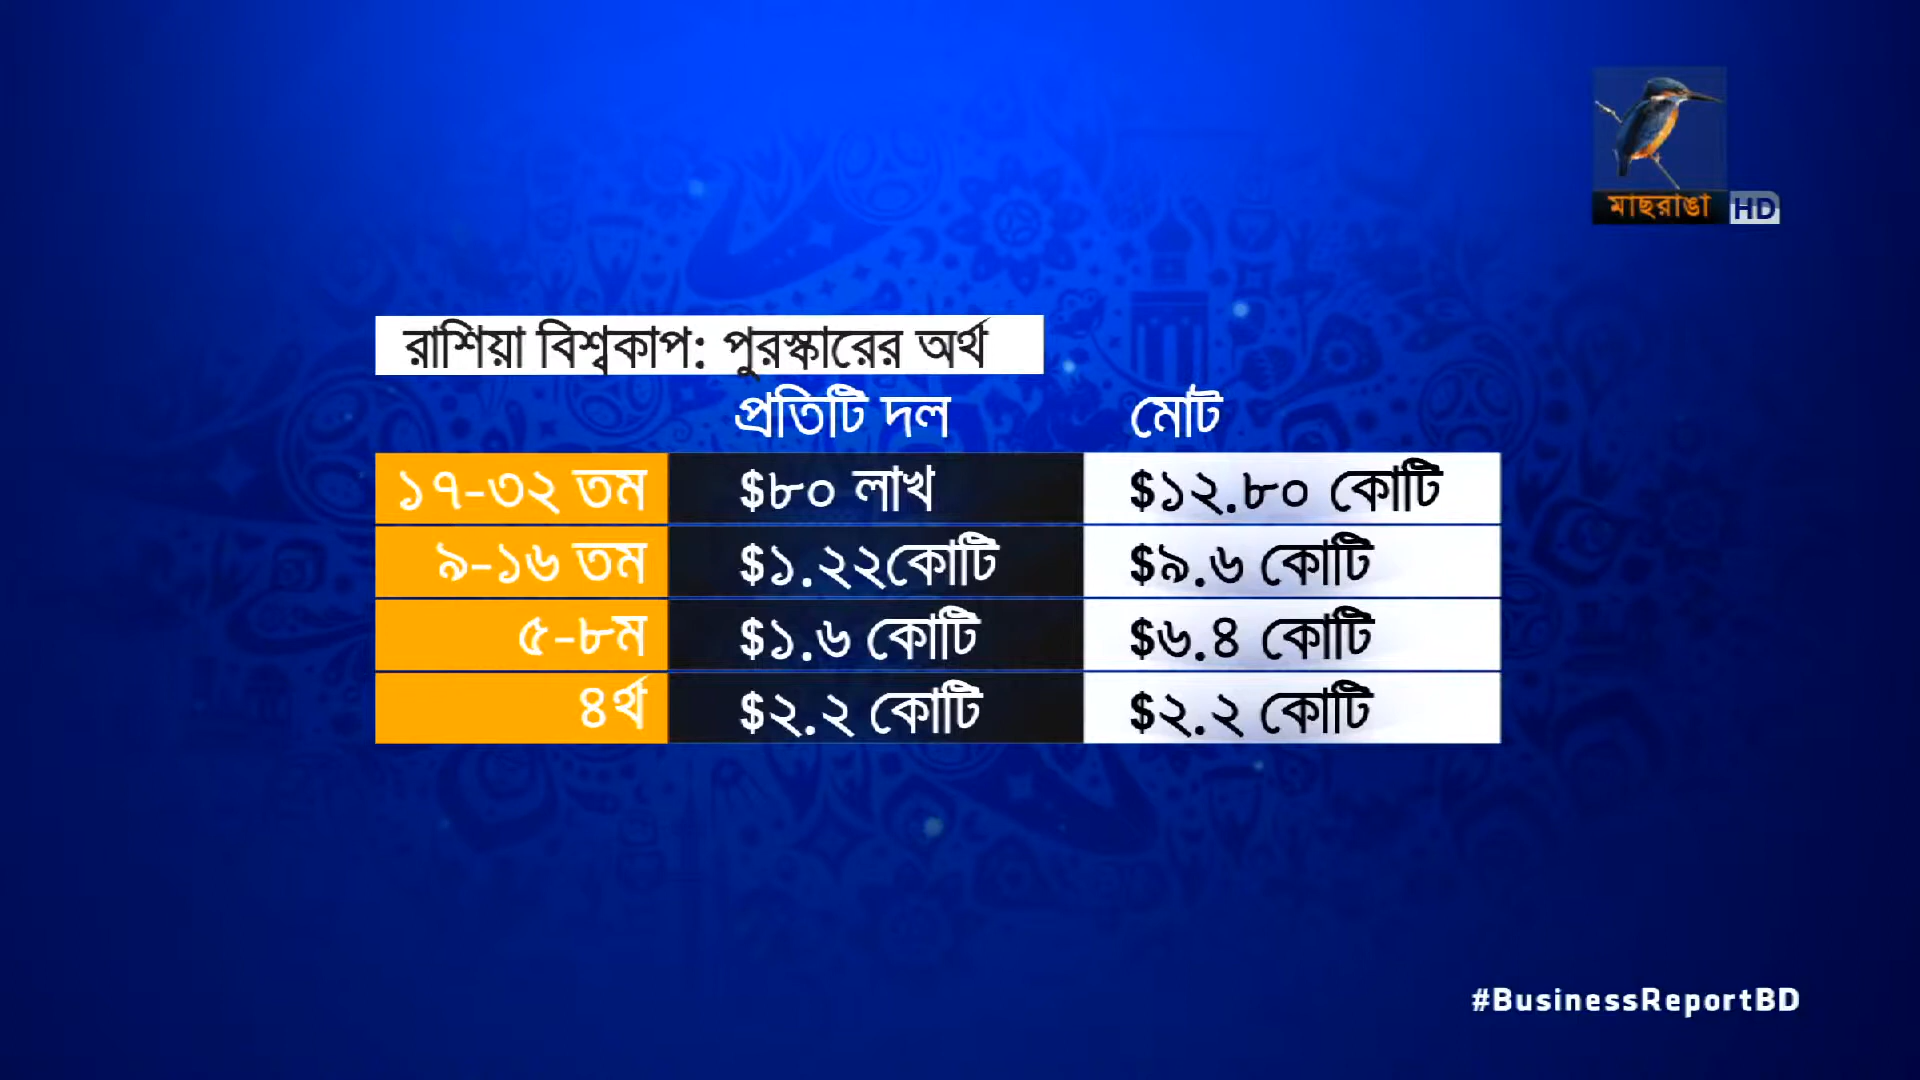 মাছরাঙা HD
রাশিয়া বিশ্বকাপ: পুরস্কারের অর্থ
প্রতিটি দল মোট
১৭-৩২ তম $৮০ লাখ $১২.৮০ কোটি
৯-১৬ তম $১.২২কোটি $৯.৬ কোটি
৫-৮ম $১.৬ কোটি $৬.৪ কোটি
৪র্থ $২.২ কোটি $২.২ কোটি
#BusinessReportBD